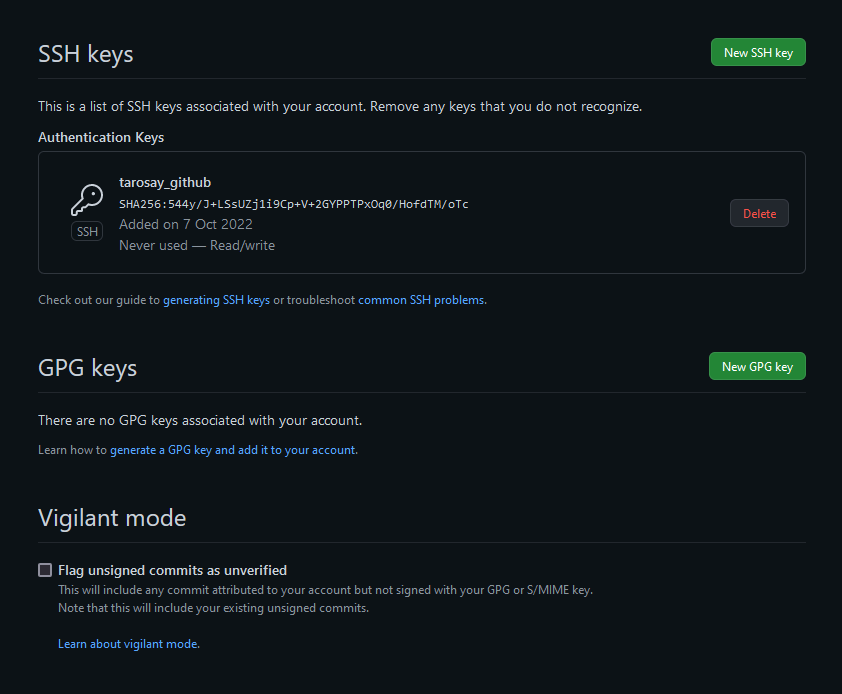 SSH keys
New SSH key
This is a list of SSH keys associated with your account. Remove any keys that you do not recognize.
Authentication Keys
tarosay_github
SHA256:544y/J+LSsUZj1i9Cp+V+2GYPPTPxOq0/HofdTM/oTc
SSH
Added on 7 Oct 2022
Never used — Read/write
Delete
Check out our guide to generating SSH keys or troubleshoot common SSH problems.
GPG keys
New GPG key
There are no GPG keys associated with your account.
Learn how to generate a GPG key and add it to your account.
Vigilant mode
Flag unsigned commits as unverified
This will include any commit attributed to your account but not signed with your GPG or S/MIME key.
Note that this will include your existing unsigned commits.
Learn about vigilant mode.